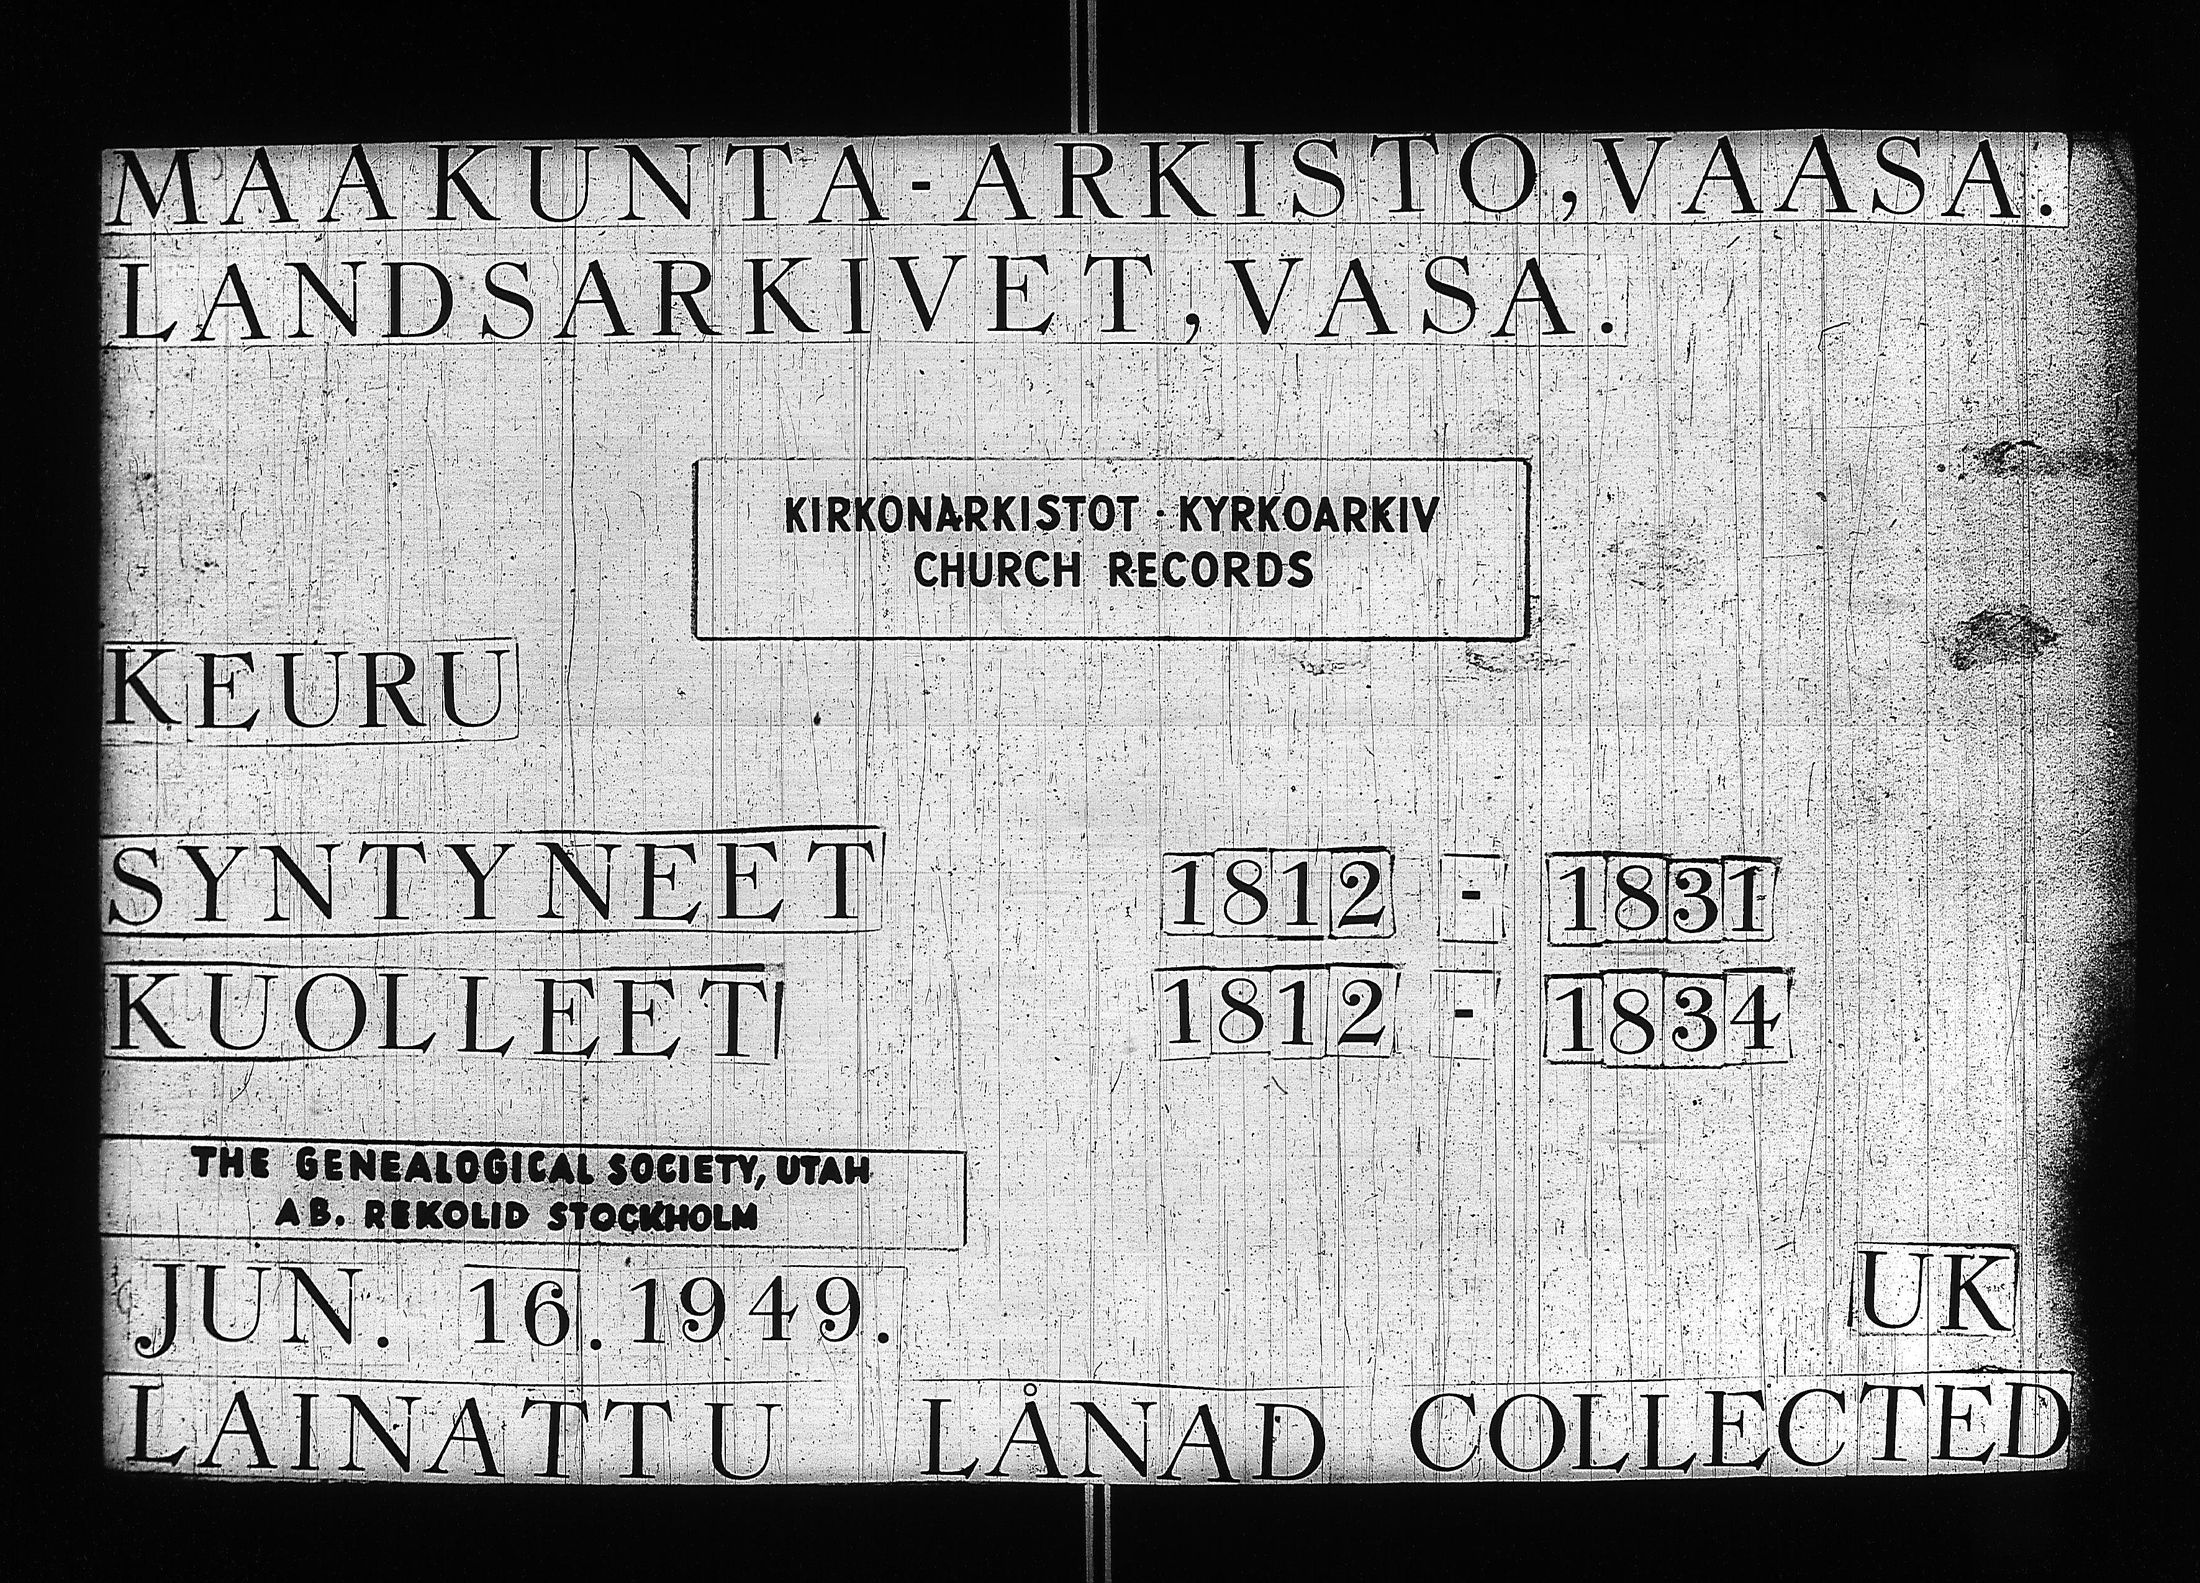 MAAKUNTA-ARKISTO, VAASA.
LANDSARKIVET, VASA.
KIRKONARKISTOT · KYRKOARKIV
CHURCH RECORDS
KEURU
SYNTYNEET 1812 - 1831
KUOLLEET 1812 - 1834
THE GENEALOGICAL SOCIETY, UTAH
AB. REKOLID STOCKHOLM
JUN. 16. 1949. UK
LAINATTU LÅNAD COLLECTED